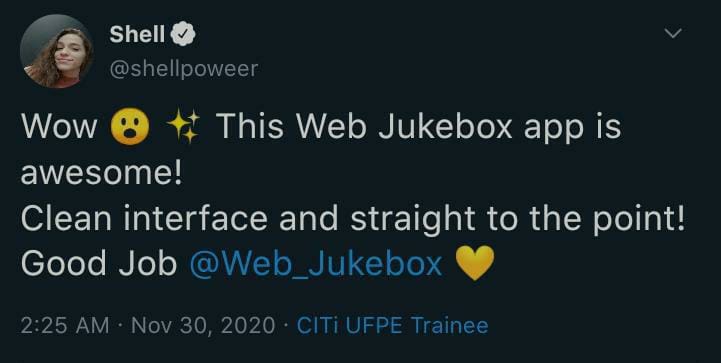 Shell
@shellpoweer
Wow 😮 ✨ This Web Jukebox app is
awesome!
Clean interface and straight to the point!
Good Job @Web_Jukebox 💛
2:25 AM · Nov 30, 2020 · CITi UFPE Trainee